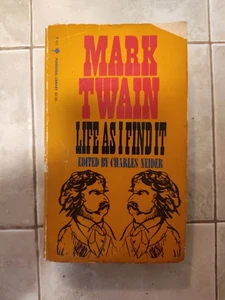 MARK
TWAIN
LIFE AS I FIND IT
EDITED BY CHARLES NEIDER